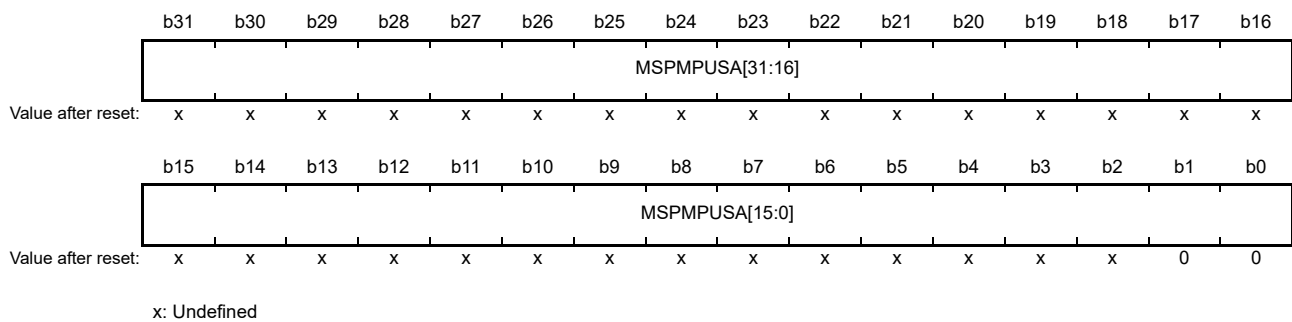 b31 b30 b29 b28 b27 b26 b25 b24 b23 b22 b21 b20 b19 b18 b17 b16
MSPMPUSA[31:16]
Value after reset: x x x x x x x x x x x x x x x x
b15 b14 b13 b12 b11 b10 b9 b8 b7 b6 b5 b4 b3 b2 b1 b0
MSPMPUSA[15:0]
Value after reset: x x x x x x x x x x x x x x 0 0
x: Undefined